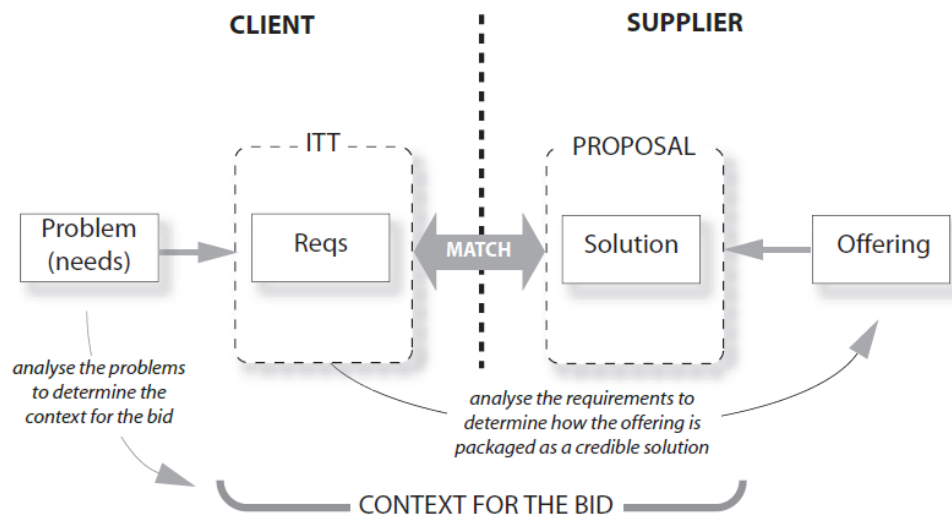 CLIENT
SUPPLIER
ITT
PROPOSAL
Problem
(needs)
Reqs
MATCH
Solution
Offering
analyse the problems
to determine the
context for the bid
analyse the requirements to
determine how the offering is
packaged as a credible solution
CONTEXT FOR THE BID